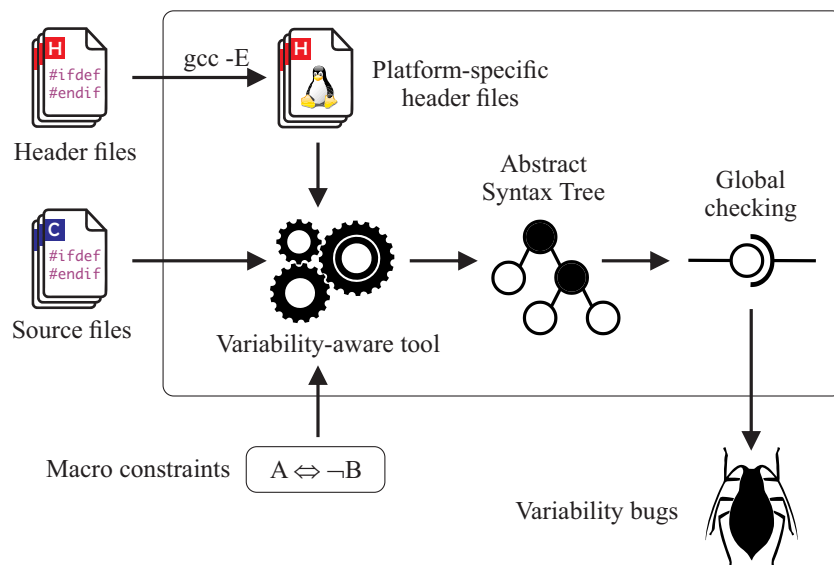 H
#ifdef
#endif
Header files
gcc -E
H
Platform-specific
header files
C
#ifdef
#endif
Source files
Variability-aware tool
Abstract
Syntax Tree
Global
checking
Macro constraints
A ⇔ ¬B
Variability bugs